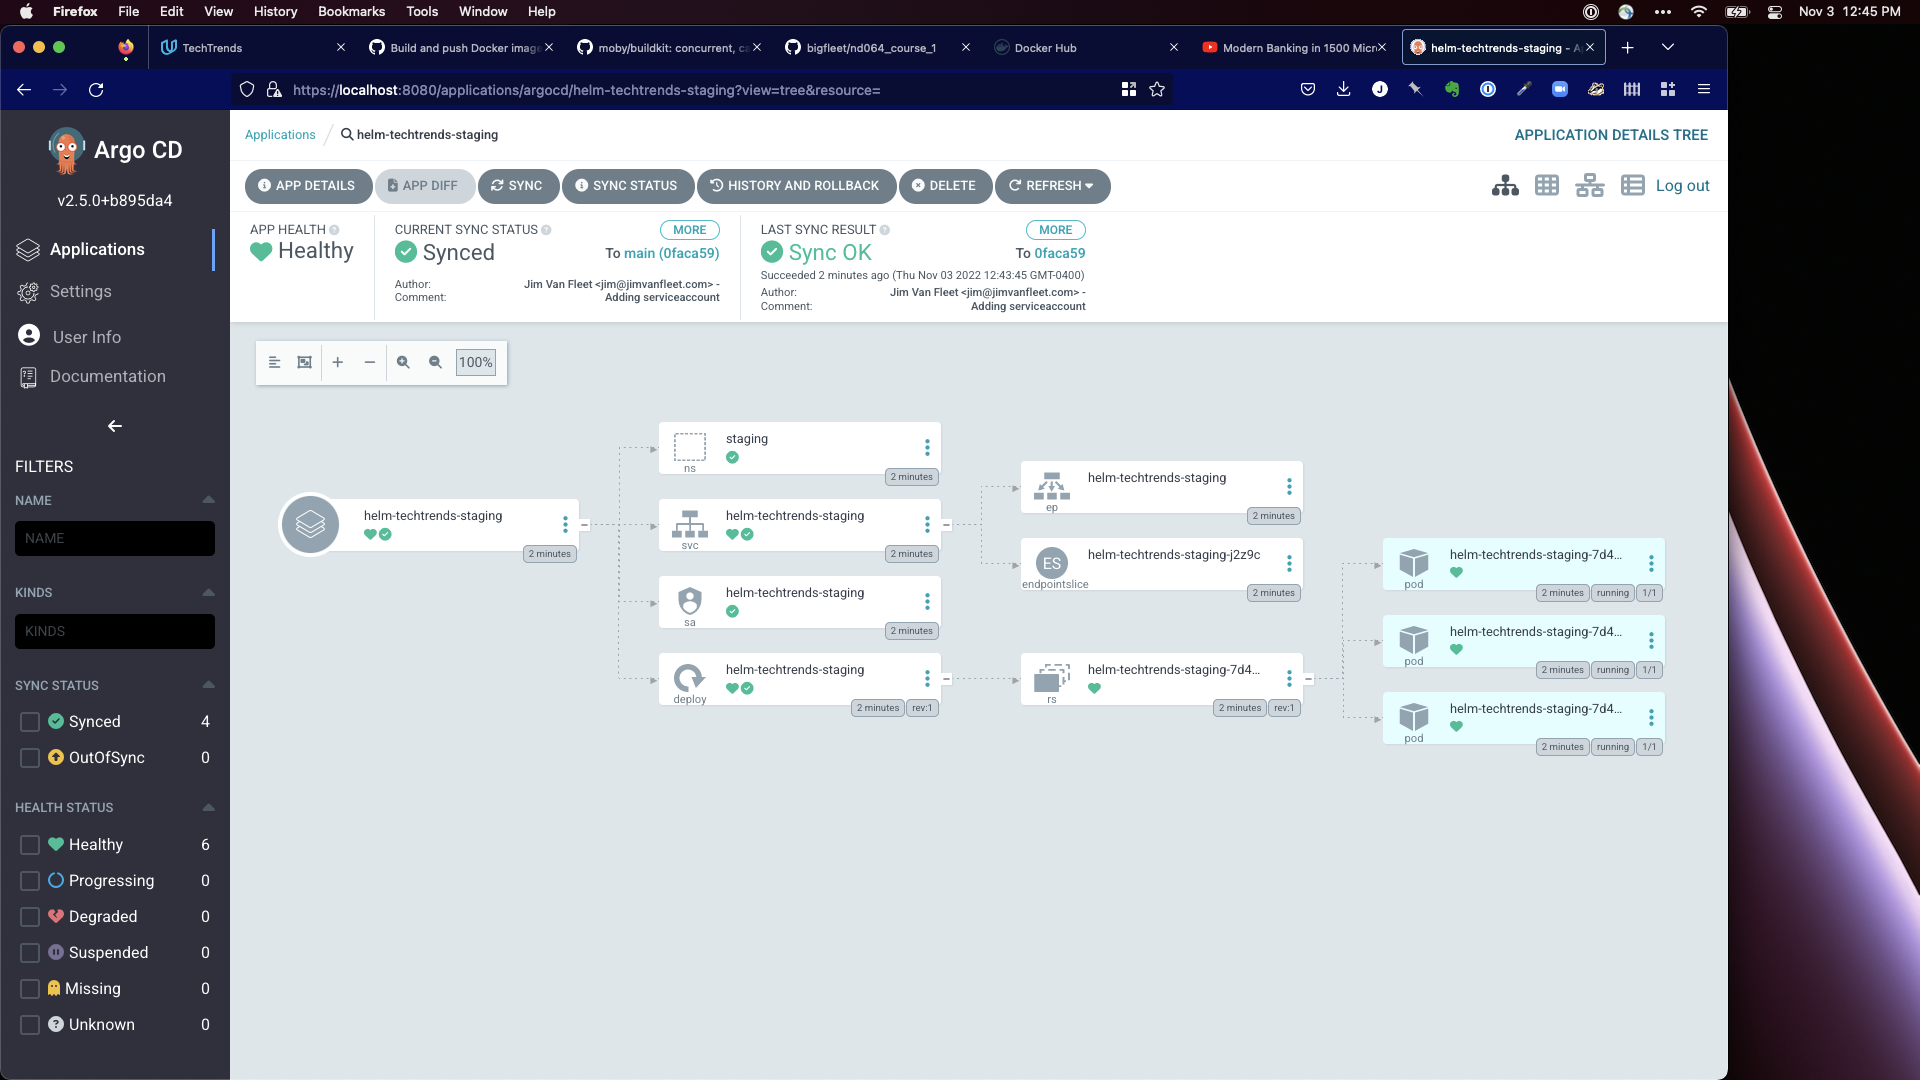 Firefox File Edit View History Bookmarks Tools Window Help Nov 3 12:45 PM
TechTrends
Build and push Docker image
moby/buildkit: concurrent, ca
bigfleet/nd064_course_1
Docker Hub
Modern Banking in 1500 Micr
helm-techtrends-staging - A
https://localhost:8080/applications/argocd/helm-techtrends-staging?view=tree&resource=
Argo CD
v2.5.0+b895da4
Applications
Settings
User Info
Documentation
FILTERS
NAME
NAME
KINDS
KINDS
SYNC STATUS
Synced 4
OutOfSync 0
HEALTH STATUS
Healthy 6
Progressing 0
Degraded 0
Suspended 0
Missing 0
Unknown 0
Applications / helm-techtrends-staging
APPLICATION DETAILS TREE
APP DETAILS
APP DIFF
SYNC
SYNC STATUS
HISTORY AND ROLLBACK
DELETE
REFRESH
Log out
APP HEALTH
Healthy
CURRENT SYNC STATUS
MORE
Synced
To main (0faca59)
Author: Jim Van Fleet <jim@jimvanfleet.com> -
Comment: Adding serviceaccount
LAST SYNC RESULT
MORE
Sync OK
To 0faca59
Succeeded 2 minutes ago (Thu Nov 03 2022 12:43:45 GMT-0400)
Author: Jim Van Fleet <jim@jimvanfleet.com> -
Comment: Adding serviceaccount
100%
helm-techtrends-staging
2 minutes
staging
ns
2 minutes
helm-techtrends-staging
svc
2 minutes
helm-techtrends-staging
sa
2 minutes
helm-techtrends-staging
deploy
2 minutes rev:1
helm-techtrends-staging
ep
2 minutes
ES
helm-techtrends-staging-j2z9c
endpointslice
2 minutes
helm-techtrends-staging-7d4...
rs
2 minutes rev:1
helm-techtrends-staging-7d4...
pod
2 minutes running 1/1
helm-techtrends-staging-7d4...
pod
2 minutes running 1/1
helm-techtrends-staging-7d4...
pod
2 minutes running 1/1